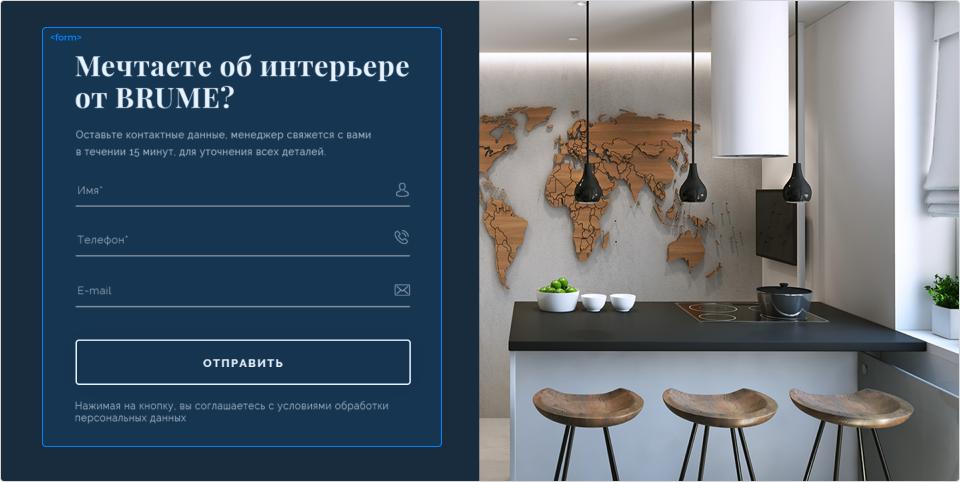 <form>
Мечтаете об интерьере
от BRUME?
Оставьте контактные данные, менеджер свяжется с вами
в течении 15 минут, для уточнения всех деталей.
Имя*
Телефон*
E-mail
ОТПРАВИТЬ
Нажимая на кнопку, вы соглашаетесь с условиями обработки
персональных данных